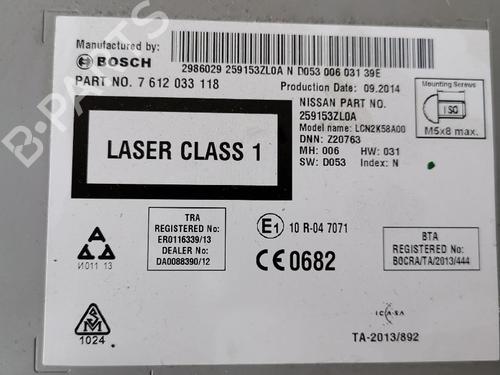 Manufactured by:
BOSCH
2986029 259153ZL0A N D053 006 031 39E
PART NO. 7 612 033 118
Production Date: 09.2014
NISSAN PART NO.
259153ZL0A
Model name: LCN2K58A00
DNN: Z20763
MH: 006 HW: 031
SW: D053 Index: N
Mounting Screws
ISO
M5x8 max.
LASER CLASS 1
TRA
REGISTERED No:
ER0116339/13
DEALER No:
DA0088390/12
E1 10 R-04 7071
CE0682
BTA
REGISTERED No:
BOCRA/TA/2013/444
И011 13
1024
ICASA
TA-2013/892
B-PARTS